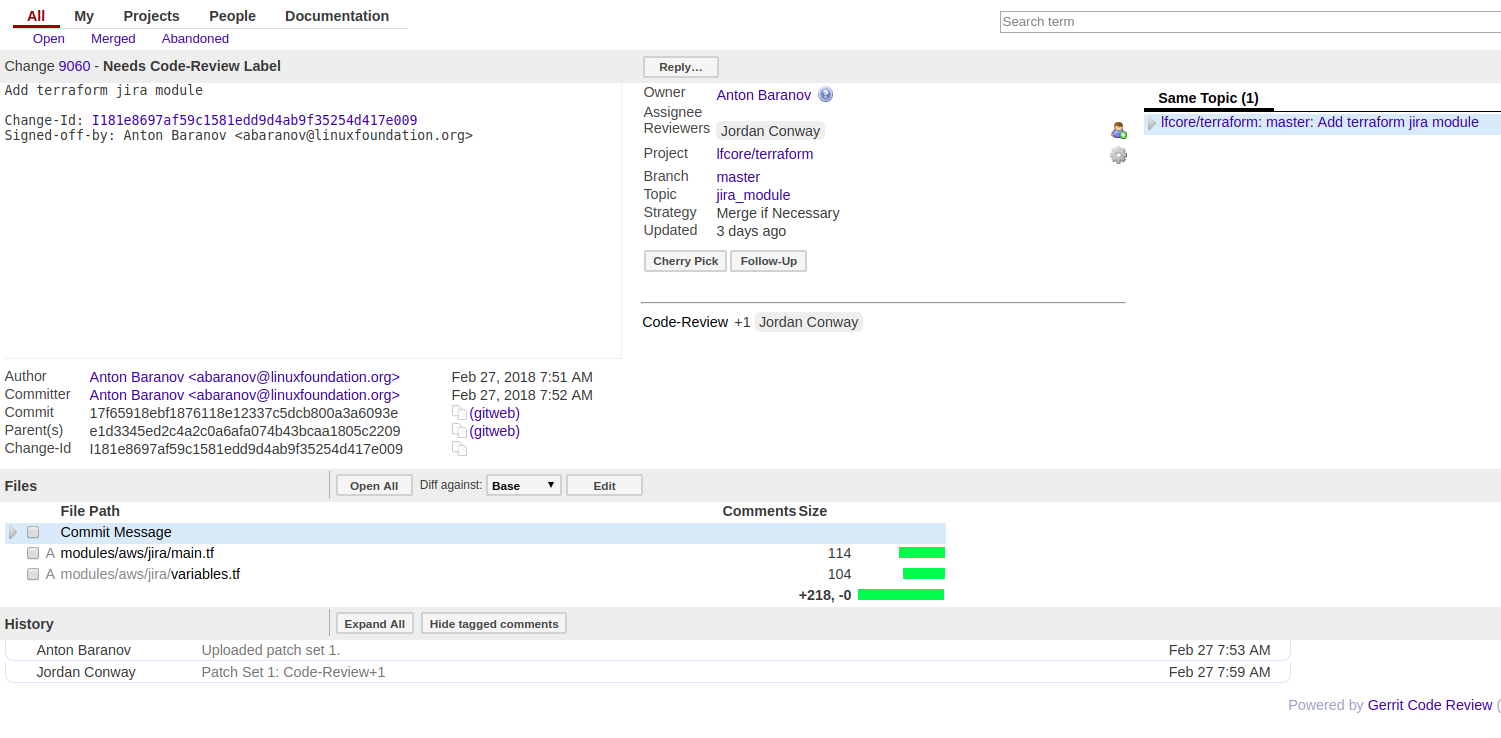 All My Projects People Documentation
Search term
Open Merged Abandoned
Change 9060 - Needs Code-Review Label
Reply…
Add terraform jira module
Change-Id: I181e8697af59c1581edd9d4ab9f35254d417e009
Signed-off-by: Anton Baranov <abaranov@linuxfoundation.org>
Owner Anton Baranov
Assignee
Reviewers Jordan Conway
Project lfcore/terraform
Branch master
Topic jira_module
Strategy Merge if Necessary
Updated 3 days ago
Cherry Pick Follow-Up
Code-Review +1 Jordan Conway
Same Topic (1)
lfcore/terraform: master: Add terraform jira module
Author Anton Baranov <abaranov@linuxfoundation.org> Feb 27, 2018 7:51 AM
Committer Anton Baranov <abaranov@linuxfoundation.org> Feb 27, 2018 7:52 AM
Commit 17f65918ebf1876118e12337c5dcb800a3a6093e (gitweb)
Parent(s) e1d3345ed2c4a2c0a6afa074b43bcaa1805c2209 (gitweb)
Change-Id I181e8697af59c1581edd9d4ab9f35254d417e009
Files Open All Diff against: Base Edit
File Path Comments Size
Commit Message
A modules/aws/jira/main.tf 114
A modules/aws/jira/variables.tf 104
+218, -0
History Expand All Hide tagged comments
Anton Baranov Uploaded patch set 1. Feb 27 7:53 AM
Jordan Conway Patch Set 1: Code-Review+1 Feb 27 7:59 AM
Powered by Gerrit Code Review (